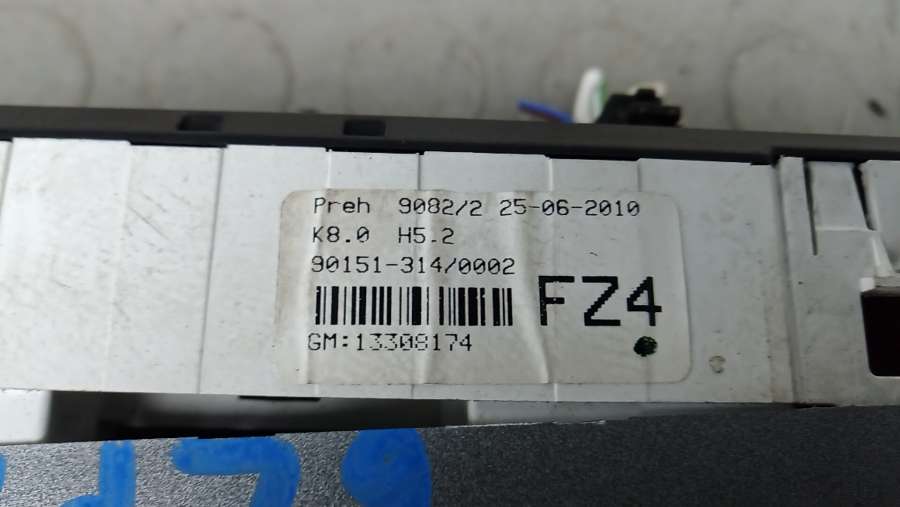 Preh 9082/2 25-06-2010
K8.0 H5.2
90151-314/0002
FZ4
GM:13308174